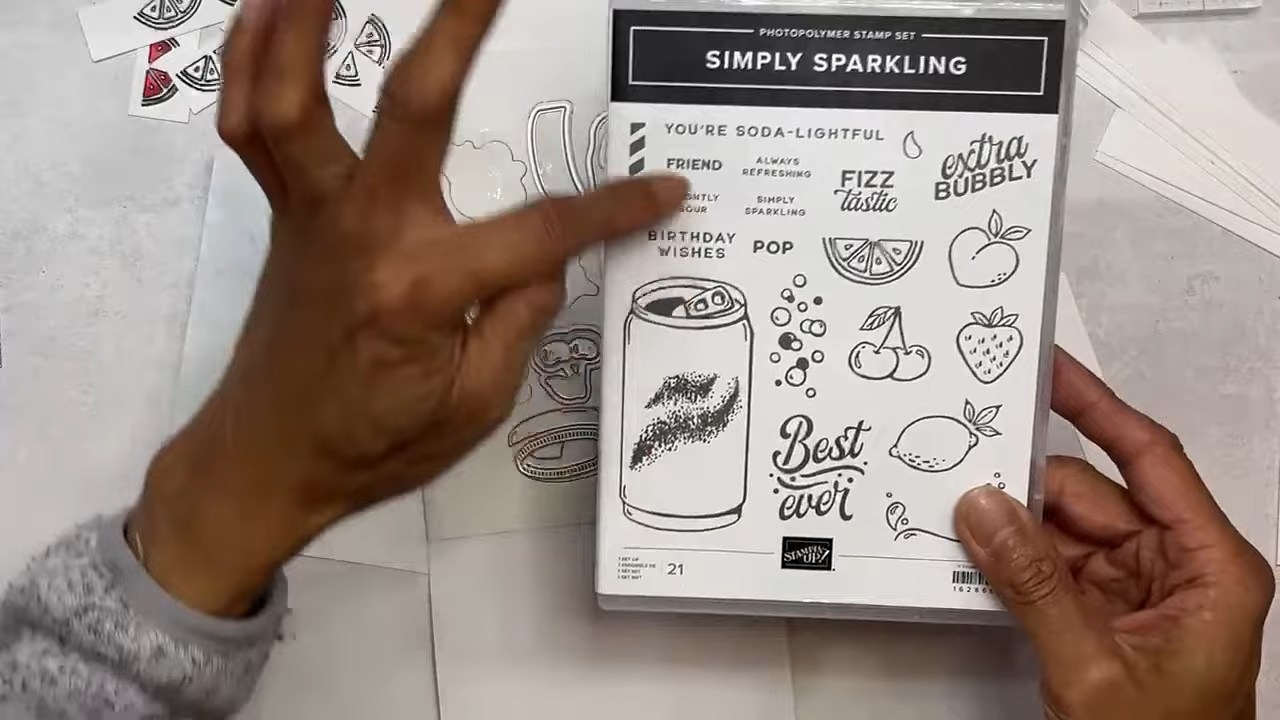 PHOTOPOLYMER STAMP SET
SIMPLY SPARKLING
YOU'RE SODA-LIGHTFUL
FRIEND
ALWAYS
REFRESHING
FIZZ
tastic
extra
BUBBLY
SIMPLY
SPARKLING
BIRTHDAY
WISHES
POP
Best
ever
STAMPIN'
UP!
21